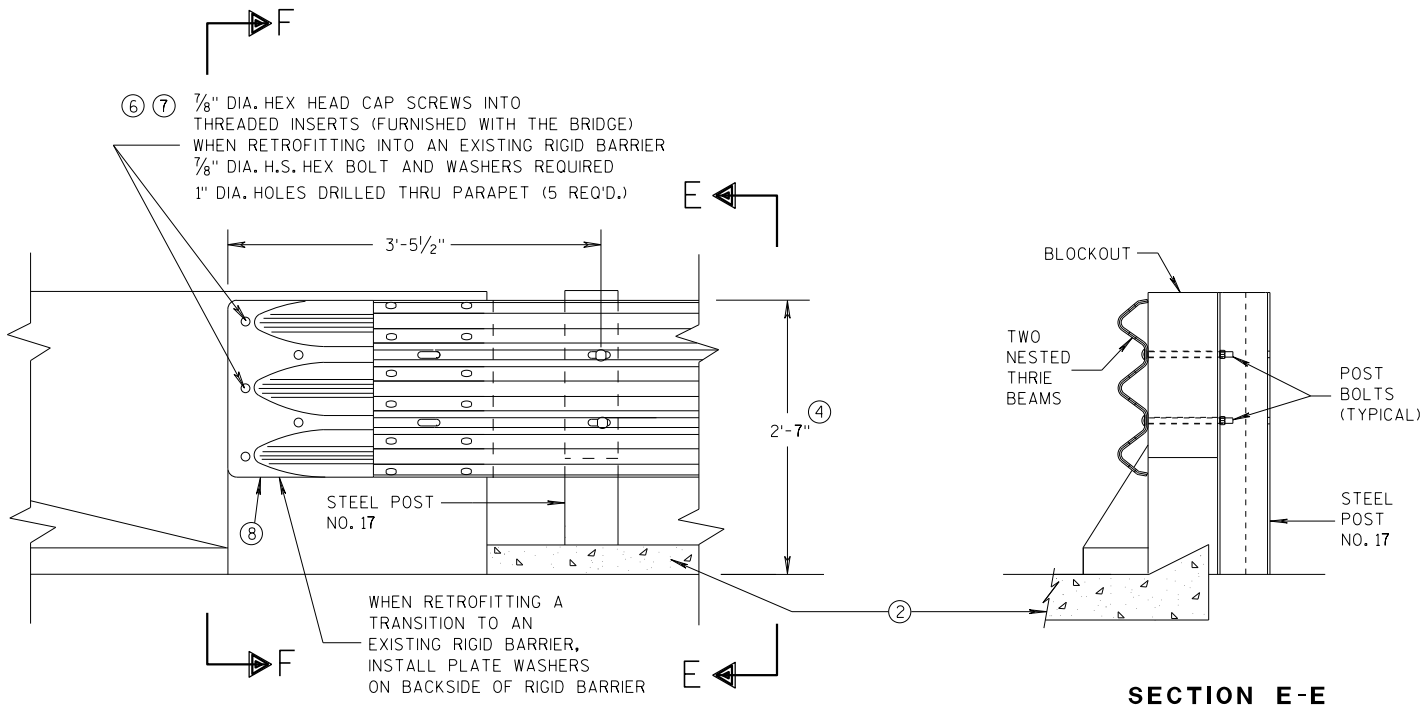 F
⑥ ⑦ 7/8" DIA. HEX HEAD CAP SCREWS INTO
THREADED INSERTS (FURNISHED WITH THE BRIDGE)
WHEN RETROFITTING INTO AN EXISTING RIGID BARRIER
7/8" DIA. H.S. HEX BOLT AND WASHERS REQUIRED
1" DIA. HOLES DRILLED THRU PARAPET (5 REQ'D.)
E
3'-5 1/2"
2'-7" ④
STEEL POST
NO. 17
⑧
WHEN RETROFITTING A
TRANSITION TO AN
EXISTING RIGID BARRIER,
INSTALL PLATE WASHERS
ON BACKSIDE OF RIGID BARRIER
F
E
②
BLOCKOUT
TWO
NESTED
THRIE
BEAMS
POST
BOLTS
(TYPICAL)
STEEL
POST
NO. 17
SECTION E-E